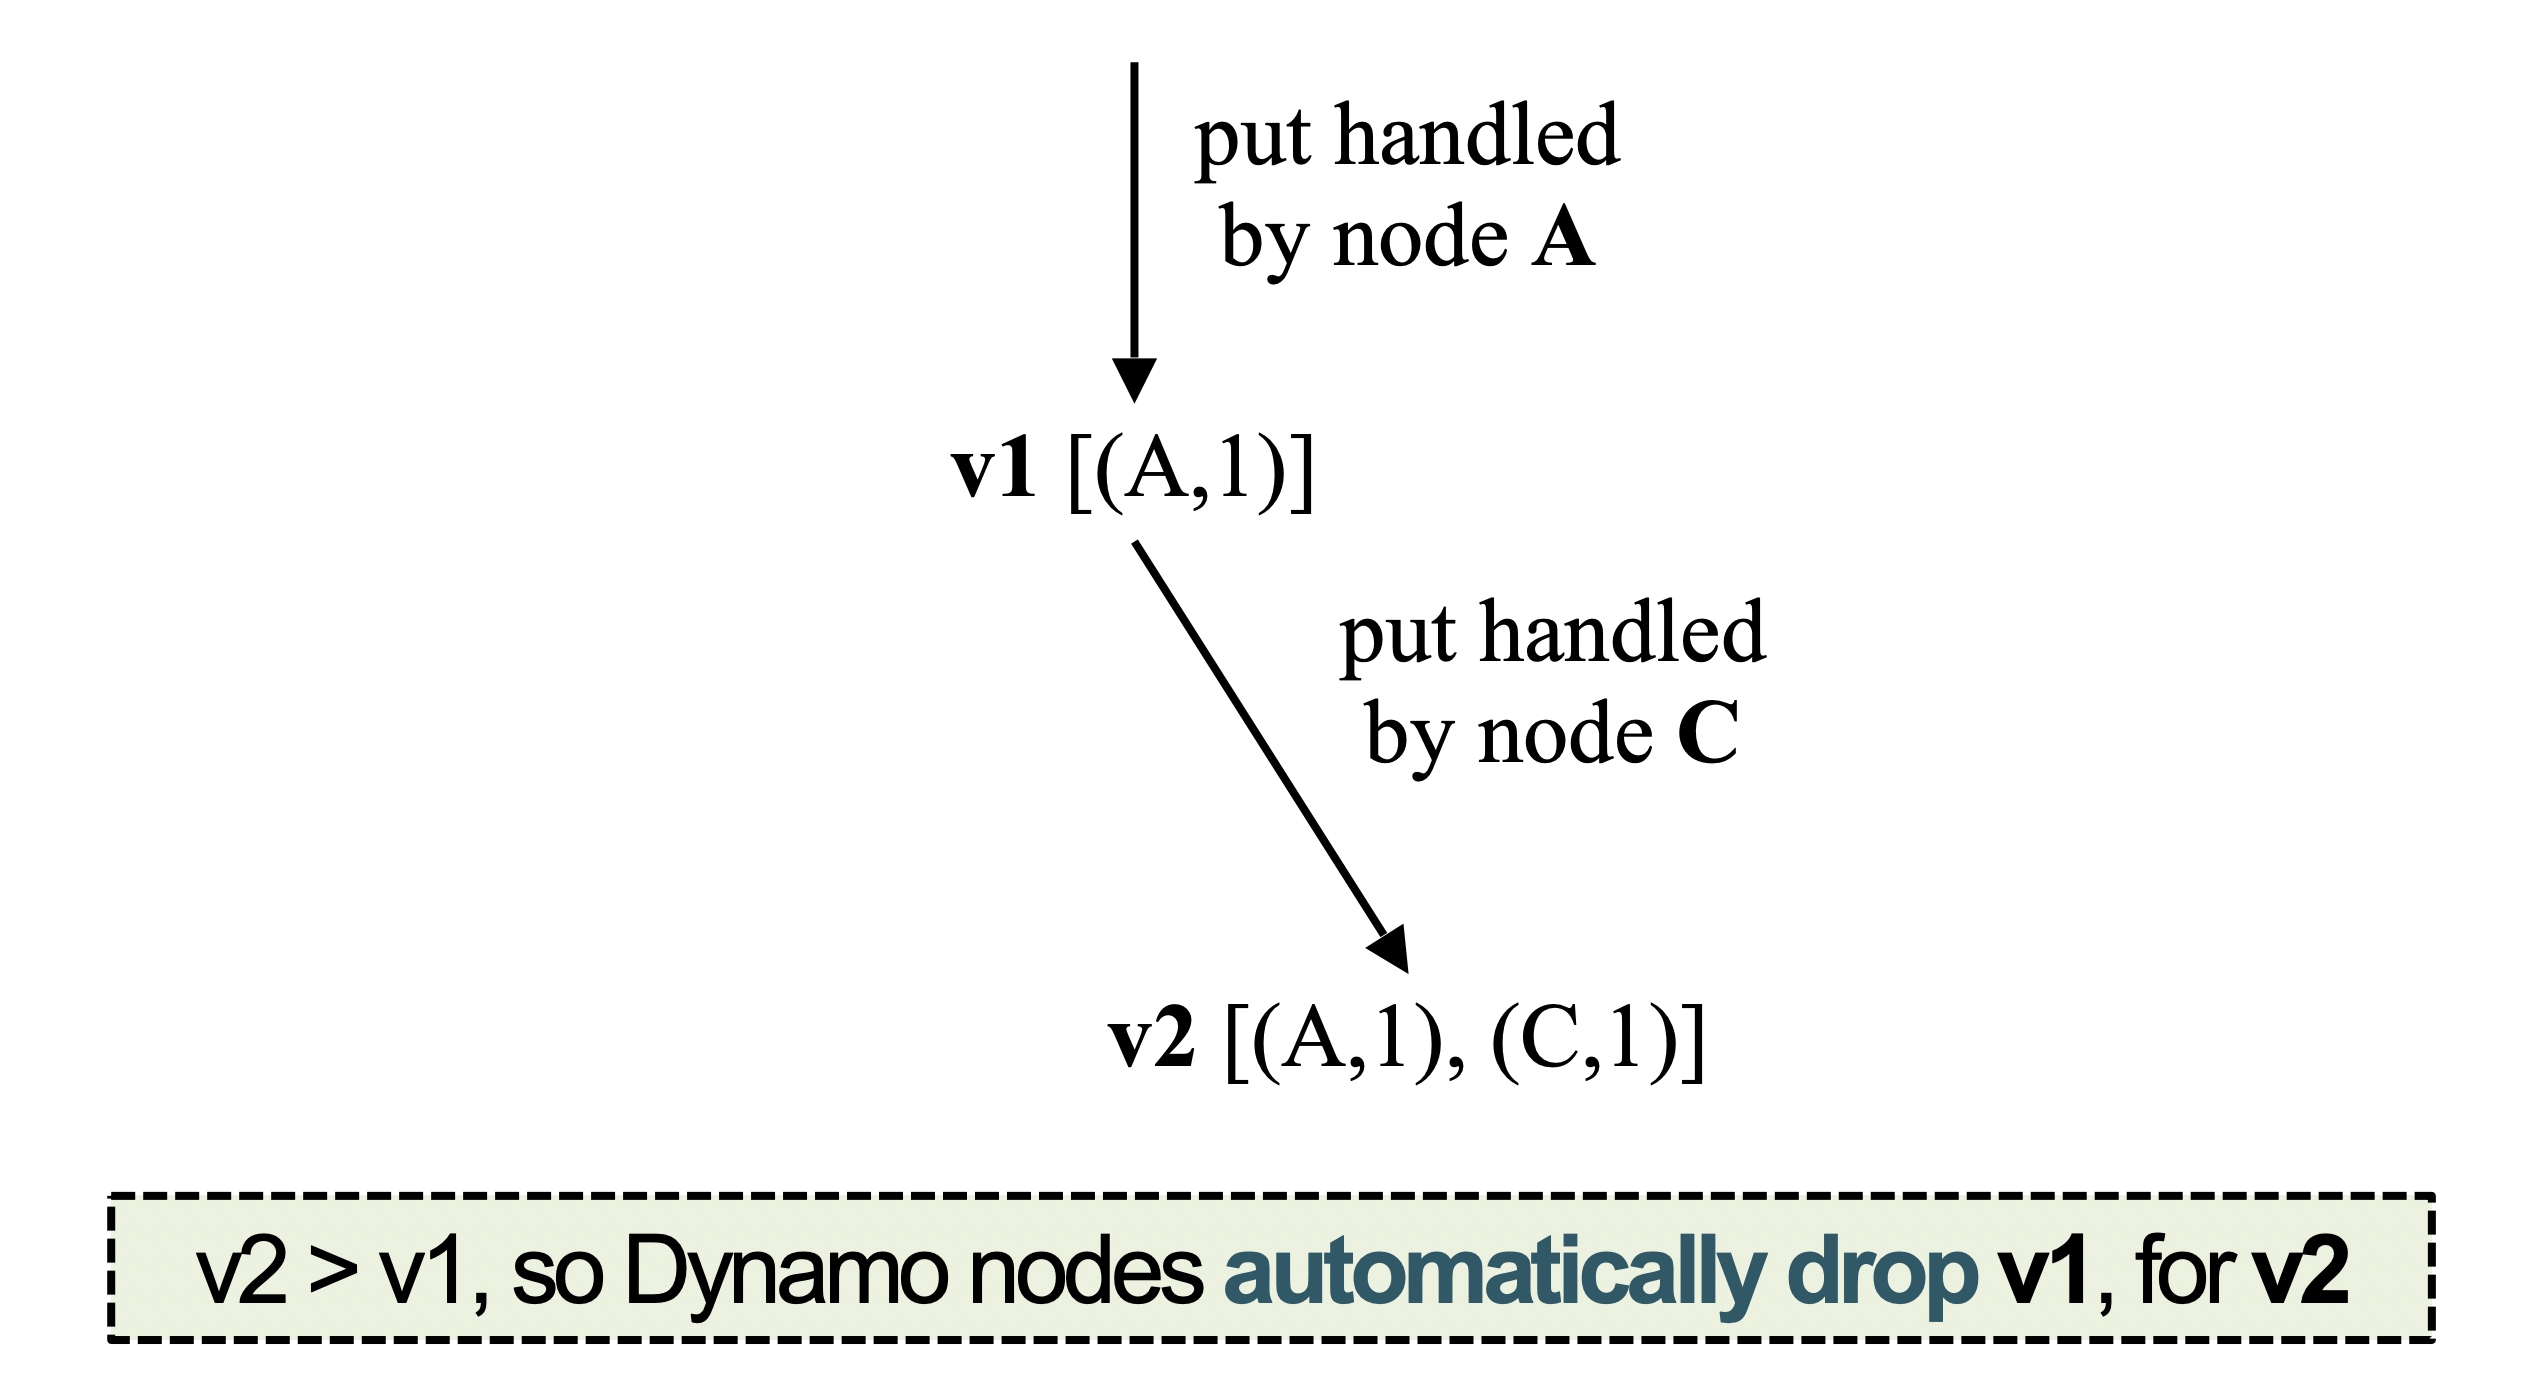 put handled
by node A
v1 [(A,1)]
put handled
by node C
v2 [(A,1), (C,1)]
v2 > v1, so Dynamo nodes automatically drop v1, for v2